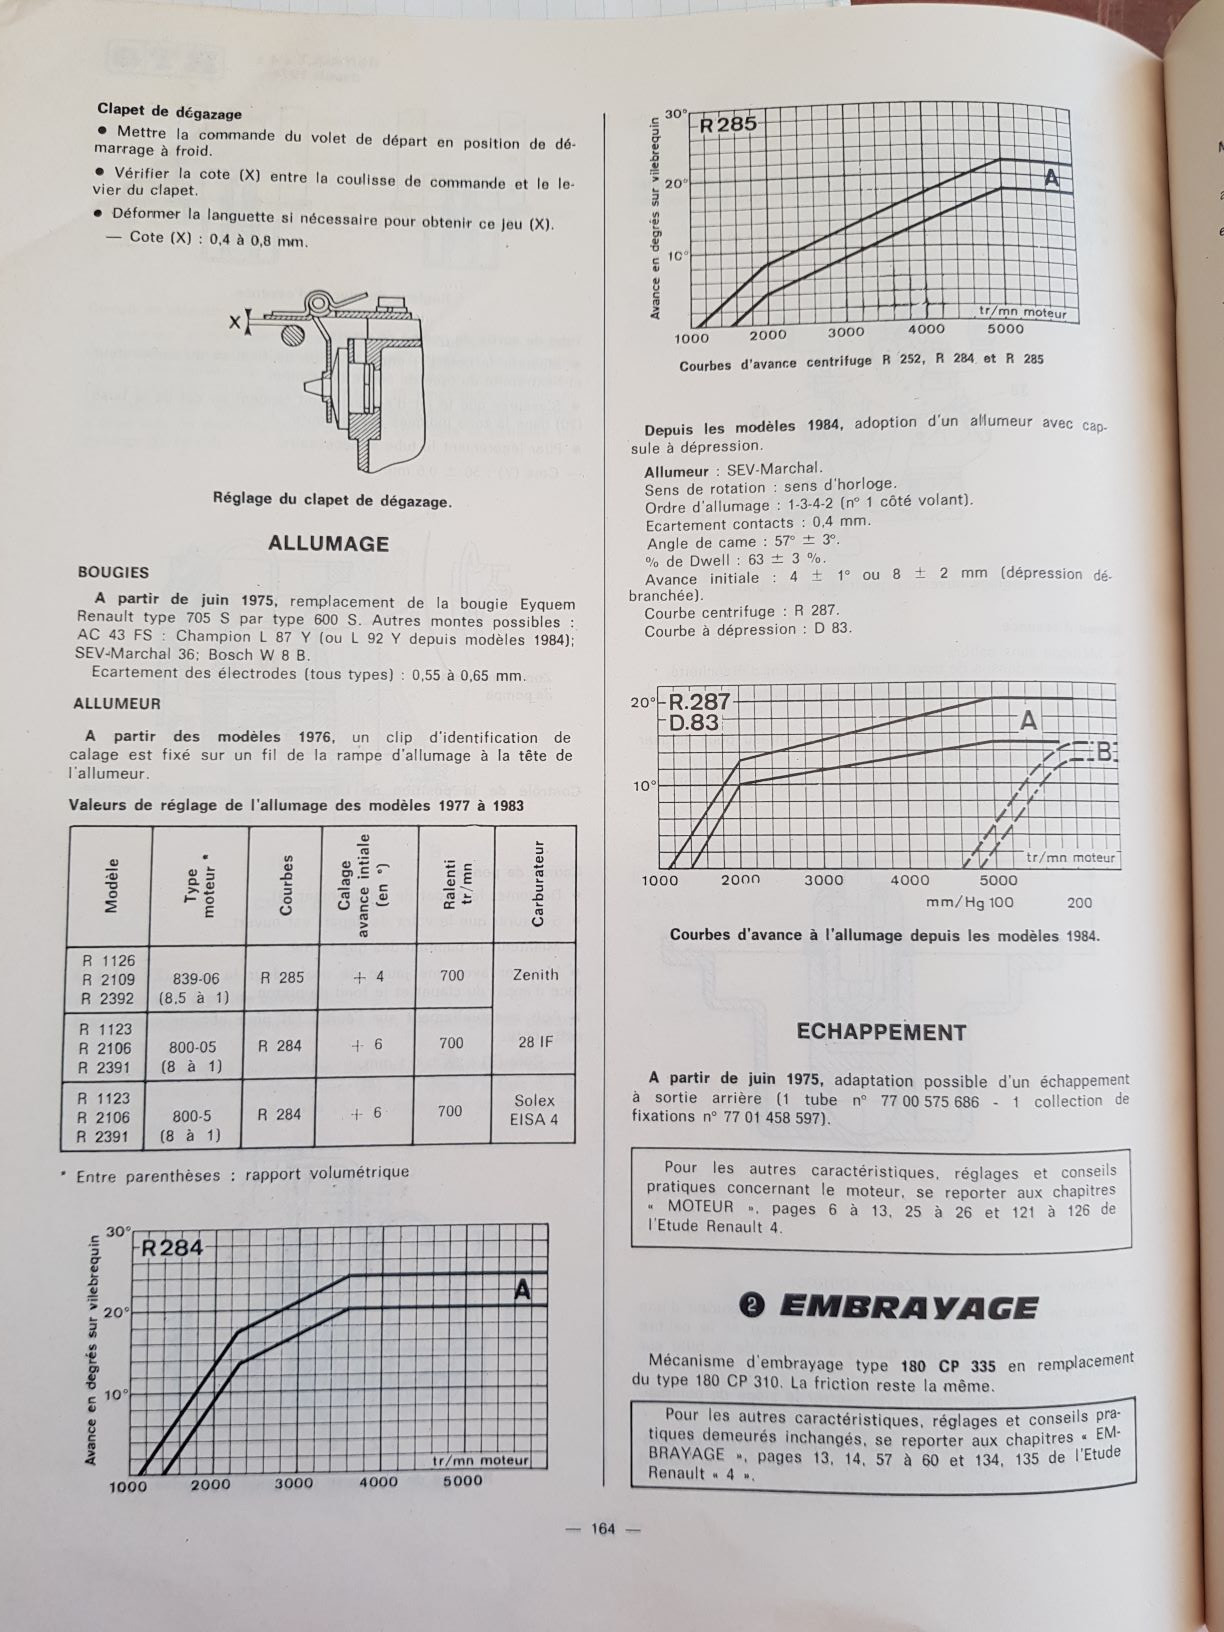 Clapet de dégazage
● Mettre la commande du volet de départ en position de dé-
marrage à froid.
● Vérifier la cote (X) entre la coulisse de commande et le le-
vier du clapet.
● Déformer la languette si nécessaire pour obtenir ce jeu (X).
— Cote (X) : 0,4 à 0,8 mm.
X
Réglage du clapet de dégazage.
ALLUMAGE
BOUGIES
A partir de juin 1975, remplacement de la bougie Eyquem
Renault type 705 S par type 600 S. Autres montes possibles :
AC 43 FS : Champion L 87 Y (ou L 92 Y depuis modèles 1984);
SEV-Marchal 36; Bosch W 8 B.
Ecartement des électrodes (tous types) : 0,55 à 0,65 mm.
ALLUMEUR
A partir des modèles 1976, un clip d'identification de
calage est fixé sur un fil de la rampe d'allumage à la tête de
l'allumeur.
Valeurs de réglage de l'allumage des modèles 1977 à 1983
Modèle
Type
moteur *
Courbes
Calage
avance intiale
(en °)
Ralenti
tr/mn
Carburateur
R 1126
R 2109
R 2392
839-06
(8,5 à 1)
R 285
+ 4
700
Zenith
R 1123
R 2106
R 2391
800-05
(8 à 1)
R 284
+ 6
700
28 IF
R 1123
R 2106
R 2391
800-5
(8 à 1)
R 284
+ 6
700
Solex
EISA 4
* Entre parenthèses : rapport volumétrique
Avance en degrés sur vilebrequin
30°
20°
10°
R 284
A
tr/mn moteur
1000 2000 3000 4000 5000
Avance en degrés sur vilebrequin
30°
20°
10°
R 285
A
tr/mn moteur
1000 2000 3000 4000 5000
Courbes d'avance centrifuge R 252, R 284 et R 285
Depuis les modèles 1984, adoption d'un allumeur avec cap-
sule à dépression.
Allumeur : SEV-Marchal.
Sens de rotation : sens d'horloge.
Ordre d'allumage : 1-3-4-2 (n° 1 côté volant).
Ecartement contacts : 0,4 mm.
Angle de came : 57° ± 3°.
% de Dwell : 63 ± 3 %.
Avance initiale : 4 ± 1° ou 8 ± 2 mm (dépression dé-
branchée).
Courbe centrifuge : R 287.
Courbe à dépression : D 83.
20°
10°
R.287
D.83
A
B
tr/mn moteur
1000 2000 3000 4000 5000
mm/Hg 100 200
Courbes d'avance à l'allumage depuis les modèles 1984.
ECHAPPEMENT
A partir de juin 1975, adaptation possible d'un échappement
à sortie arrière (1 tube n° 77 00 575 686 - 1 collection de
fixations n° 77 01 458 597).
Pour les autres caractéristiques, réglages et conseils
pratiques concernant le moteur, se reporter aux chapitres
« MOTEUR », pages 6 à 13, 25 à 26 et 121 à 126 de
l'Etude Renault 4.
❷ EMBRAYAGE
Mécanisme d'embrayage type 180 CP 335 en remplacement
du type 180 CP 310. La friction reste la même.
Pour les autres caractéristiques, réglages et conseils pra-
tiques demeurés inchangés, se reporter aux chapitres « EM-
BRAYAGE », pages 13, 14, 57 à 60 et 134, 135 de l'Etude
Renault « 4 ».
— 164 —